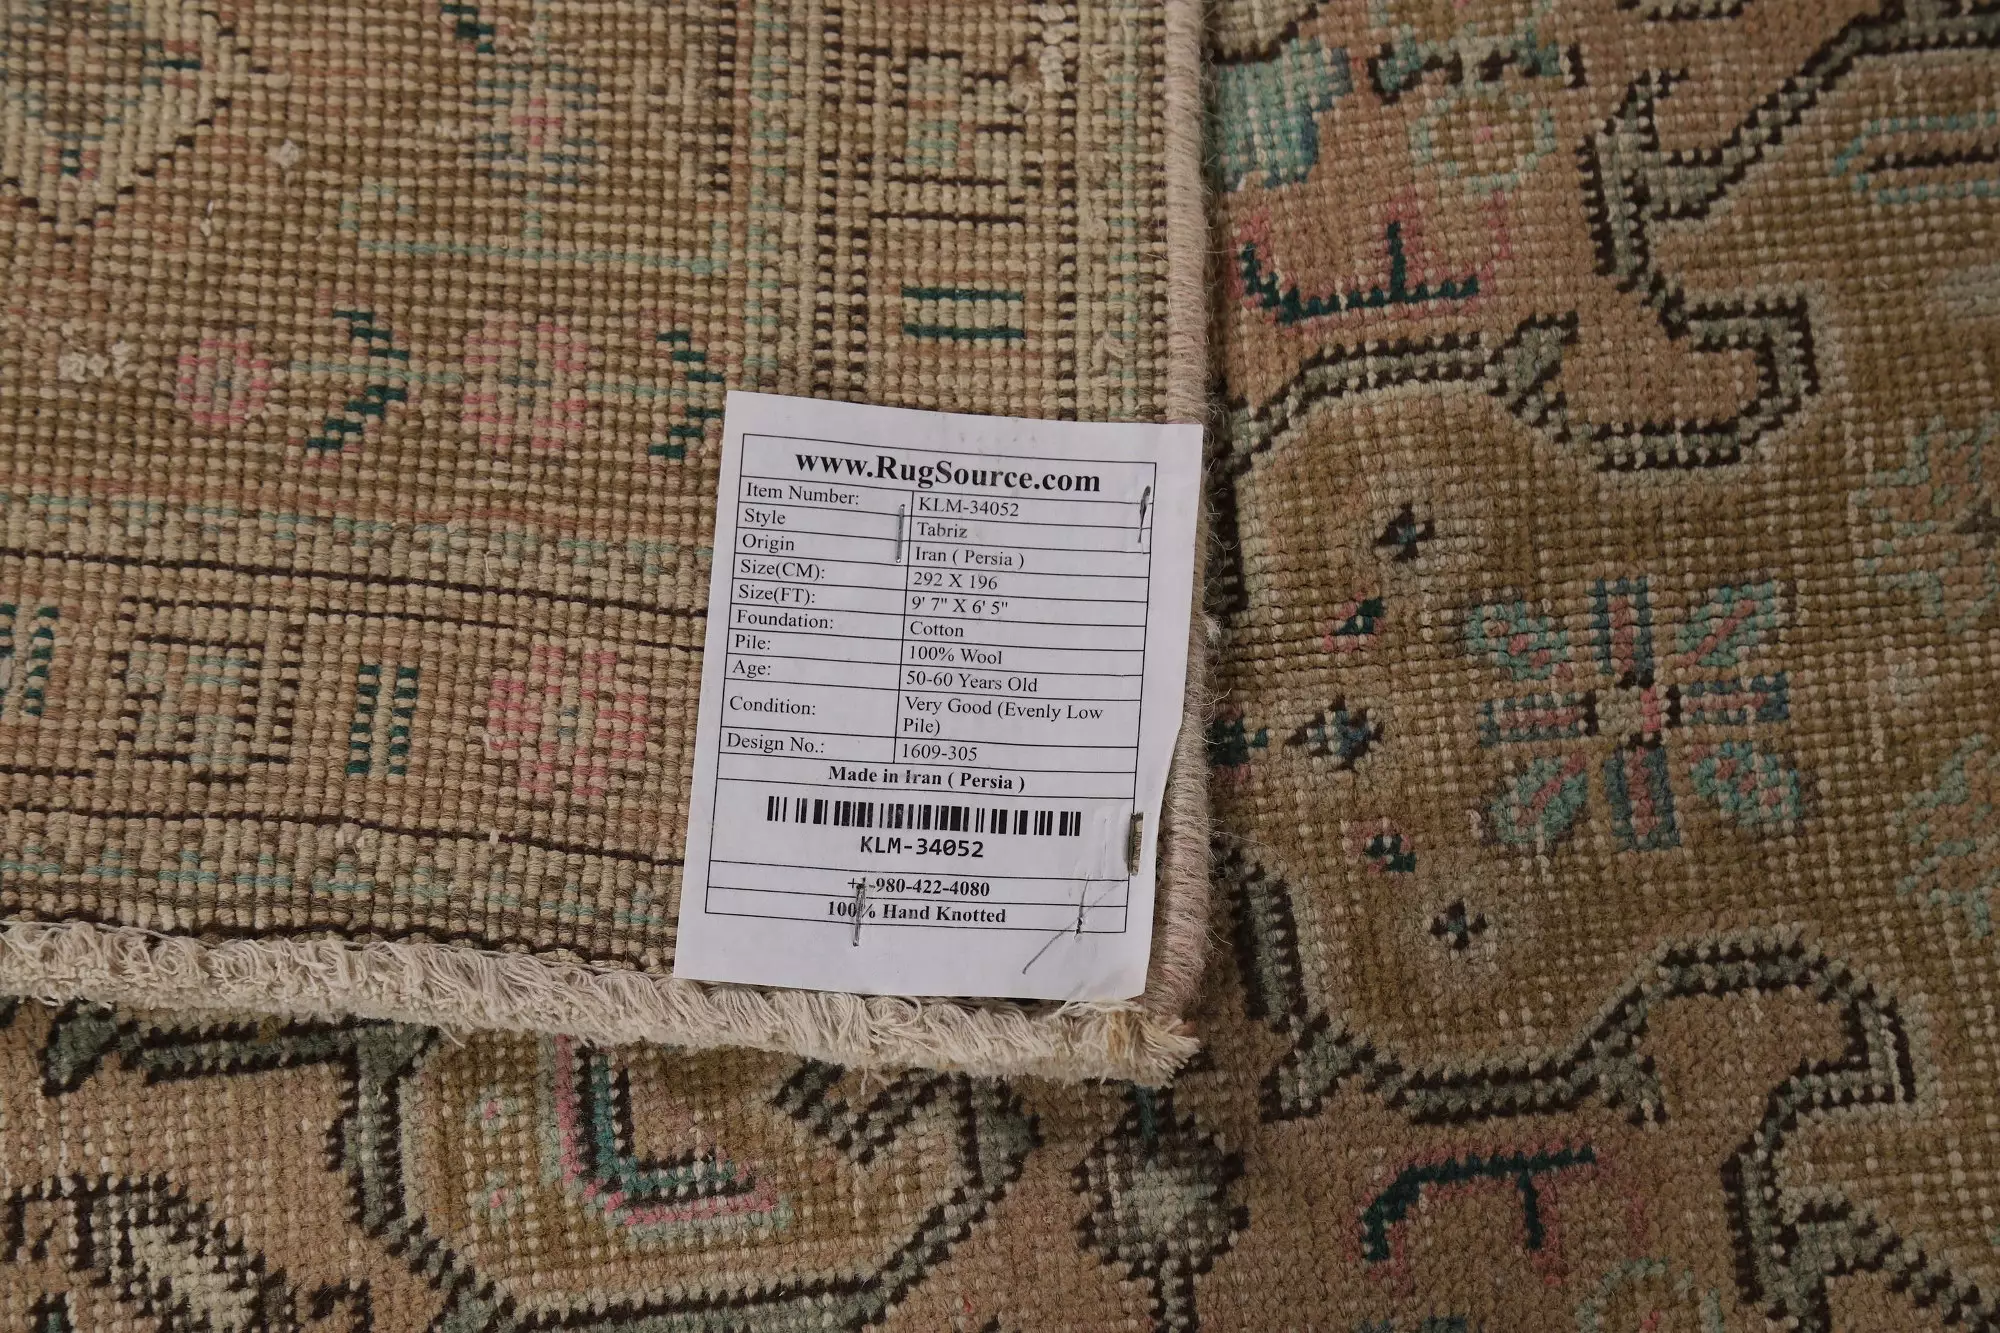 www.RugSource.com
Item Number: KLM-34052
Style Tabriz
Origin Iran ( Persia )
Size(CM): 292 X 196
Size(FT): 9' 7" X 6' 5"
Foundation: Cotton
Pile: 100% Wool
Age: 50-60 Years Old
Condition: Very Good (Evenly Low
Pile)
Design No.: 1609-305
Made in Iran ( Persia )
KLM-34052
+1-980-422-4080
100% Hand Knotted